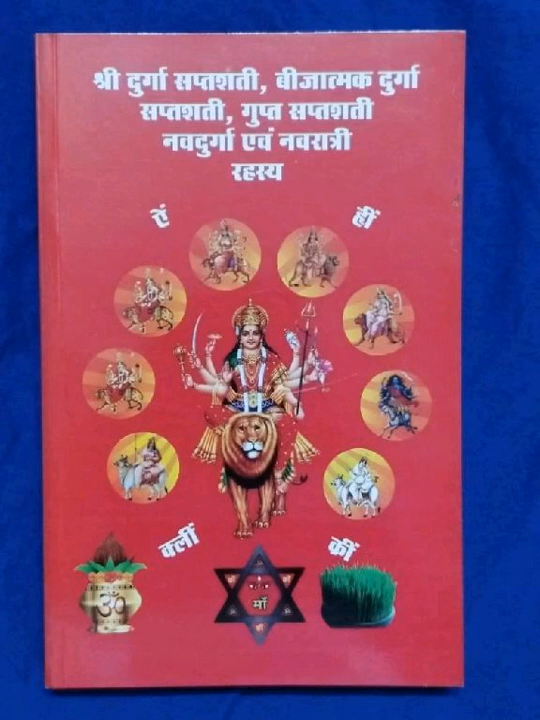 श्री दुर्गा सप्तशती, बीजात्मक दुर्गा
सप्तशती, गुप्त सप्तशती
नवदुर्गा एवं नवरात्री
रहस्य
ऐं
ह्रीं
क्लीं
क्रीं
ॐ
माँ